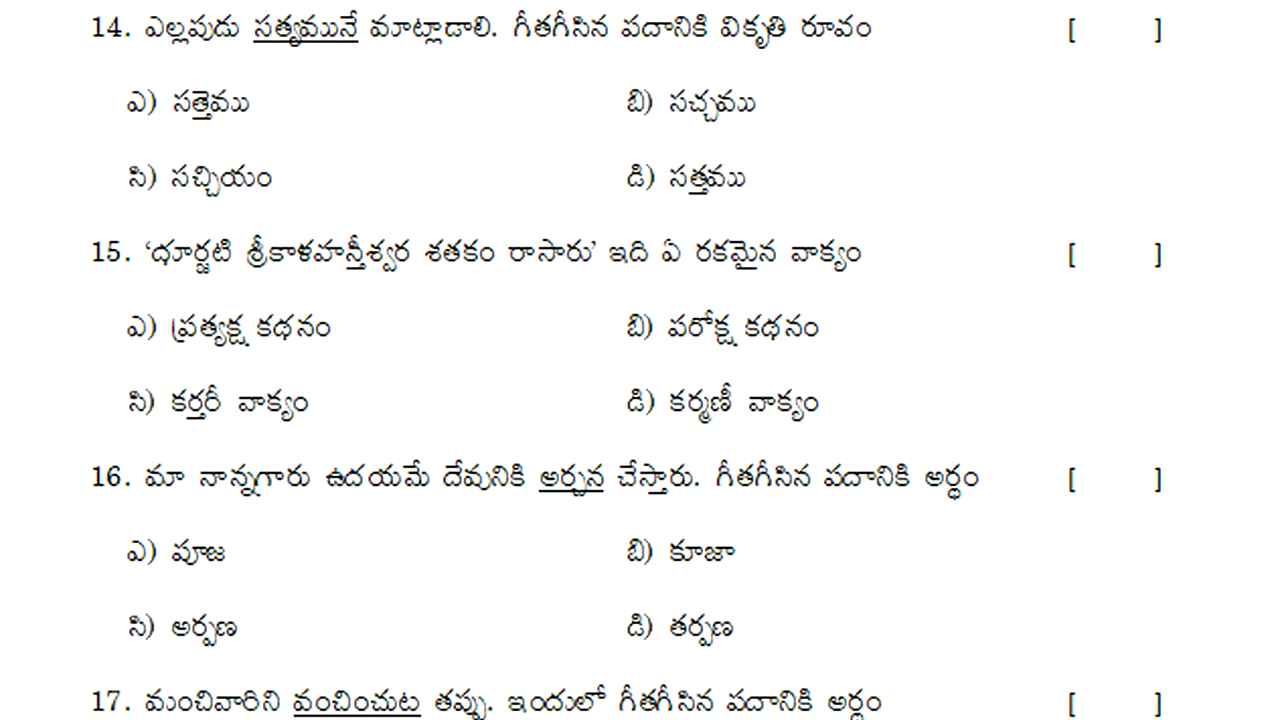 14. ఎల్లపుడు సత్యమునే మాట్లాడాలి. గీతగీసిన పదానికి వికృతి రూపం [ ]
ఎ) సత్తెము బి) సచ్చము
సి) సచ్చియం డి) సత్తము
15. ‘ధూర్జటి శ్రీకాళహస్తీశ్వర శతకం రాసారు’ ఇది ఏ రకమైన వాక్యం [ ]
ఎ) ప్రత్యక్ష కథనం బి) పరోక్ష కథనం
సి) కర్తరీ వాక్యం డి) కర్మణీ వాక్యం
16. మా నాన్నగారు ఉదయమే దేవునికి అర్చన చేస్తారు. గీతగీసిన పదానికి అర్థం [ ]
ఎ) పూజ బి) కూజా
సి) అర్పణ డి) తర్పణ
17. మంచివారిని వంచించుట తప్పు. ఇందులో గీతగీసిన పదానికి అర్థం [ ]